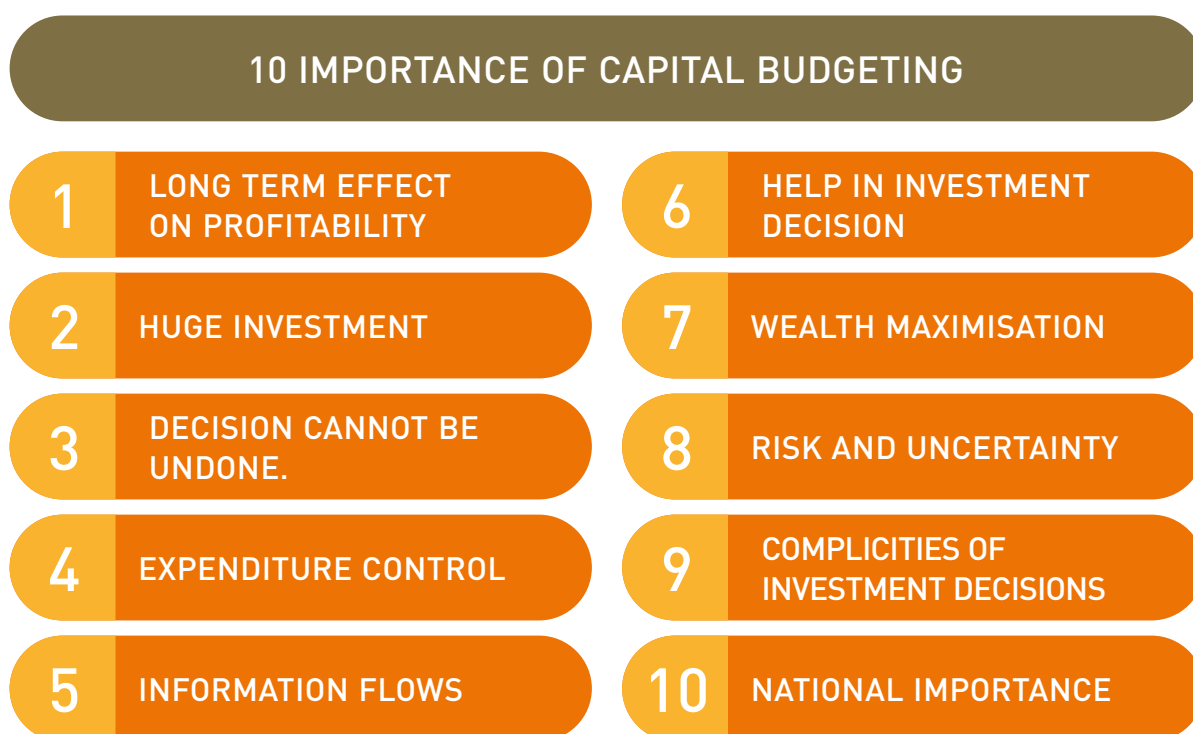 10 IMPORTANCE OF CAPITAL BUDGETING
1
LONG TERM EFFECT
ON PROFITABILITY
2
HUGE INVESTMENT
3
DECISION CANNOT BE
UNDONE.
4
EXPENDITURE CONTROL
5
INFORMATION FLOWS
6
HELP IN INVESTMENT
DECISION
7
WEALTH MAXIMISATION
8
RISK AND UNCERTAINTY
9
COMPLICITIES OF
INVESTMENT DECISIONS
10
NATIONAL IMPORTANCE